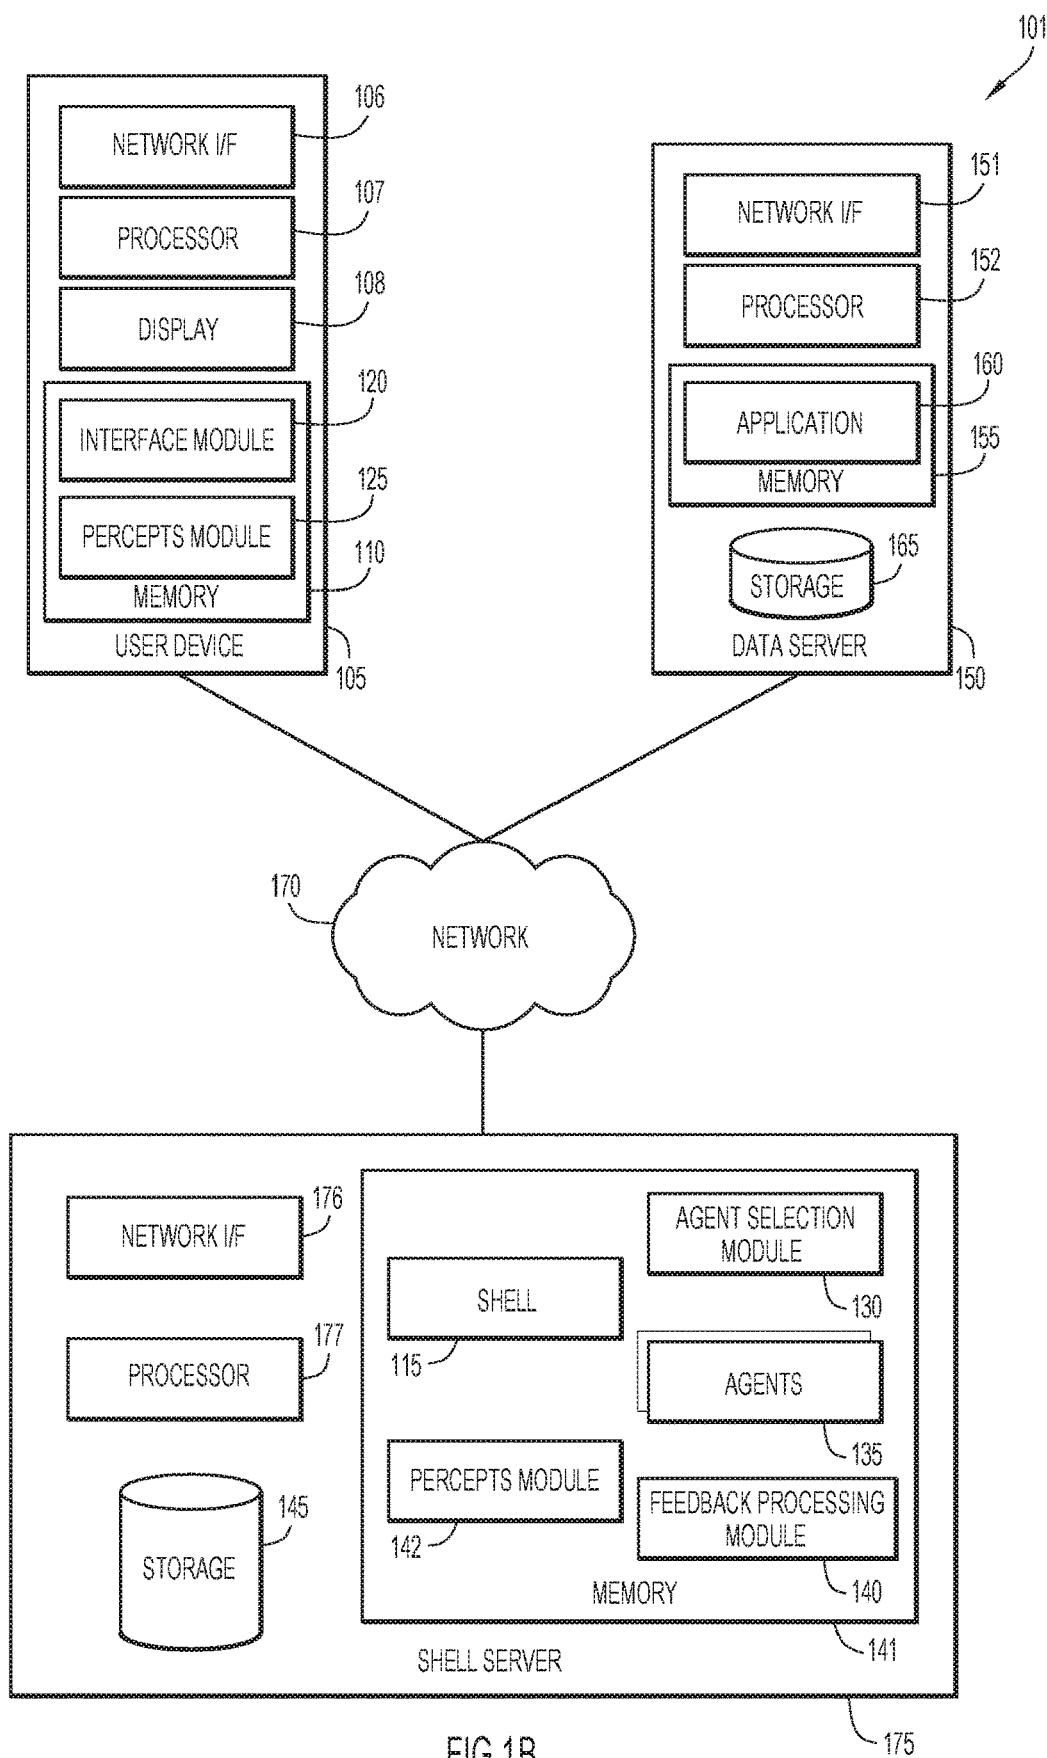 101
106
NETWORK I/F
107
PROCESSOR
108
DISPLAY
120
INTERFACE MODULE
125
PERCEPTS MODULE
110
MEMORY
USER DEVICE
105
151
NETWORK I/F
152
PROCESSOR
160
APPLICATION
155
MEMORY
165
STORAGE
DATA SERVER
150
170
NETWORK
176
NETWORK I/F
177
PROCESSOR
145
STORAGE
SHELL
115
PERCEPTS MODULE
142
AGENT SELECTION
MODULE
130
AGENTS
135
FEEDBACK PROCESSING
MODULE
140
MEMORY
141
SHELL SERVER
175
FIG.1B